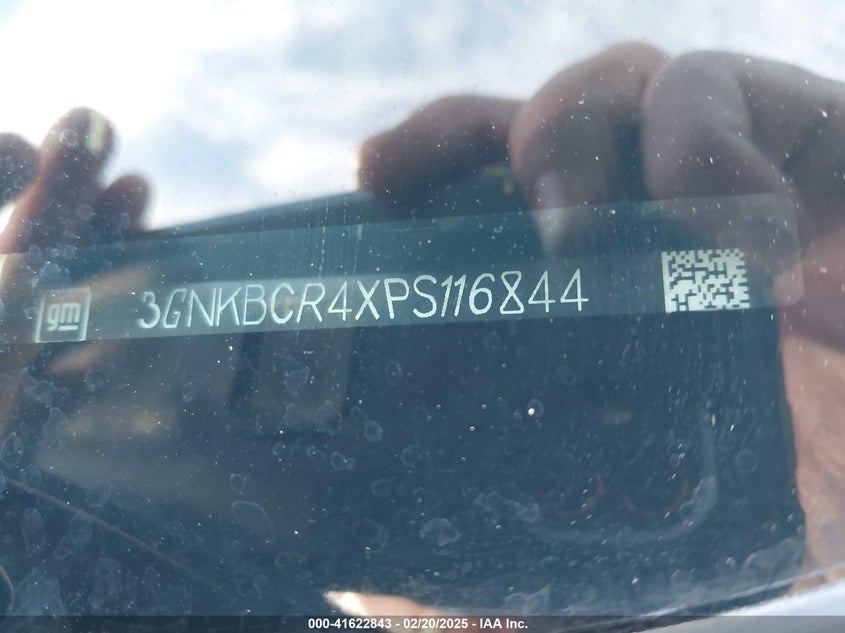 gm 3GNKBCR4XPS116844
000-41622843 - 02/20/2025 - IAA Inc.